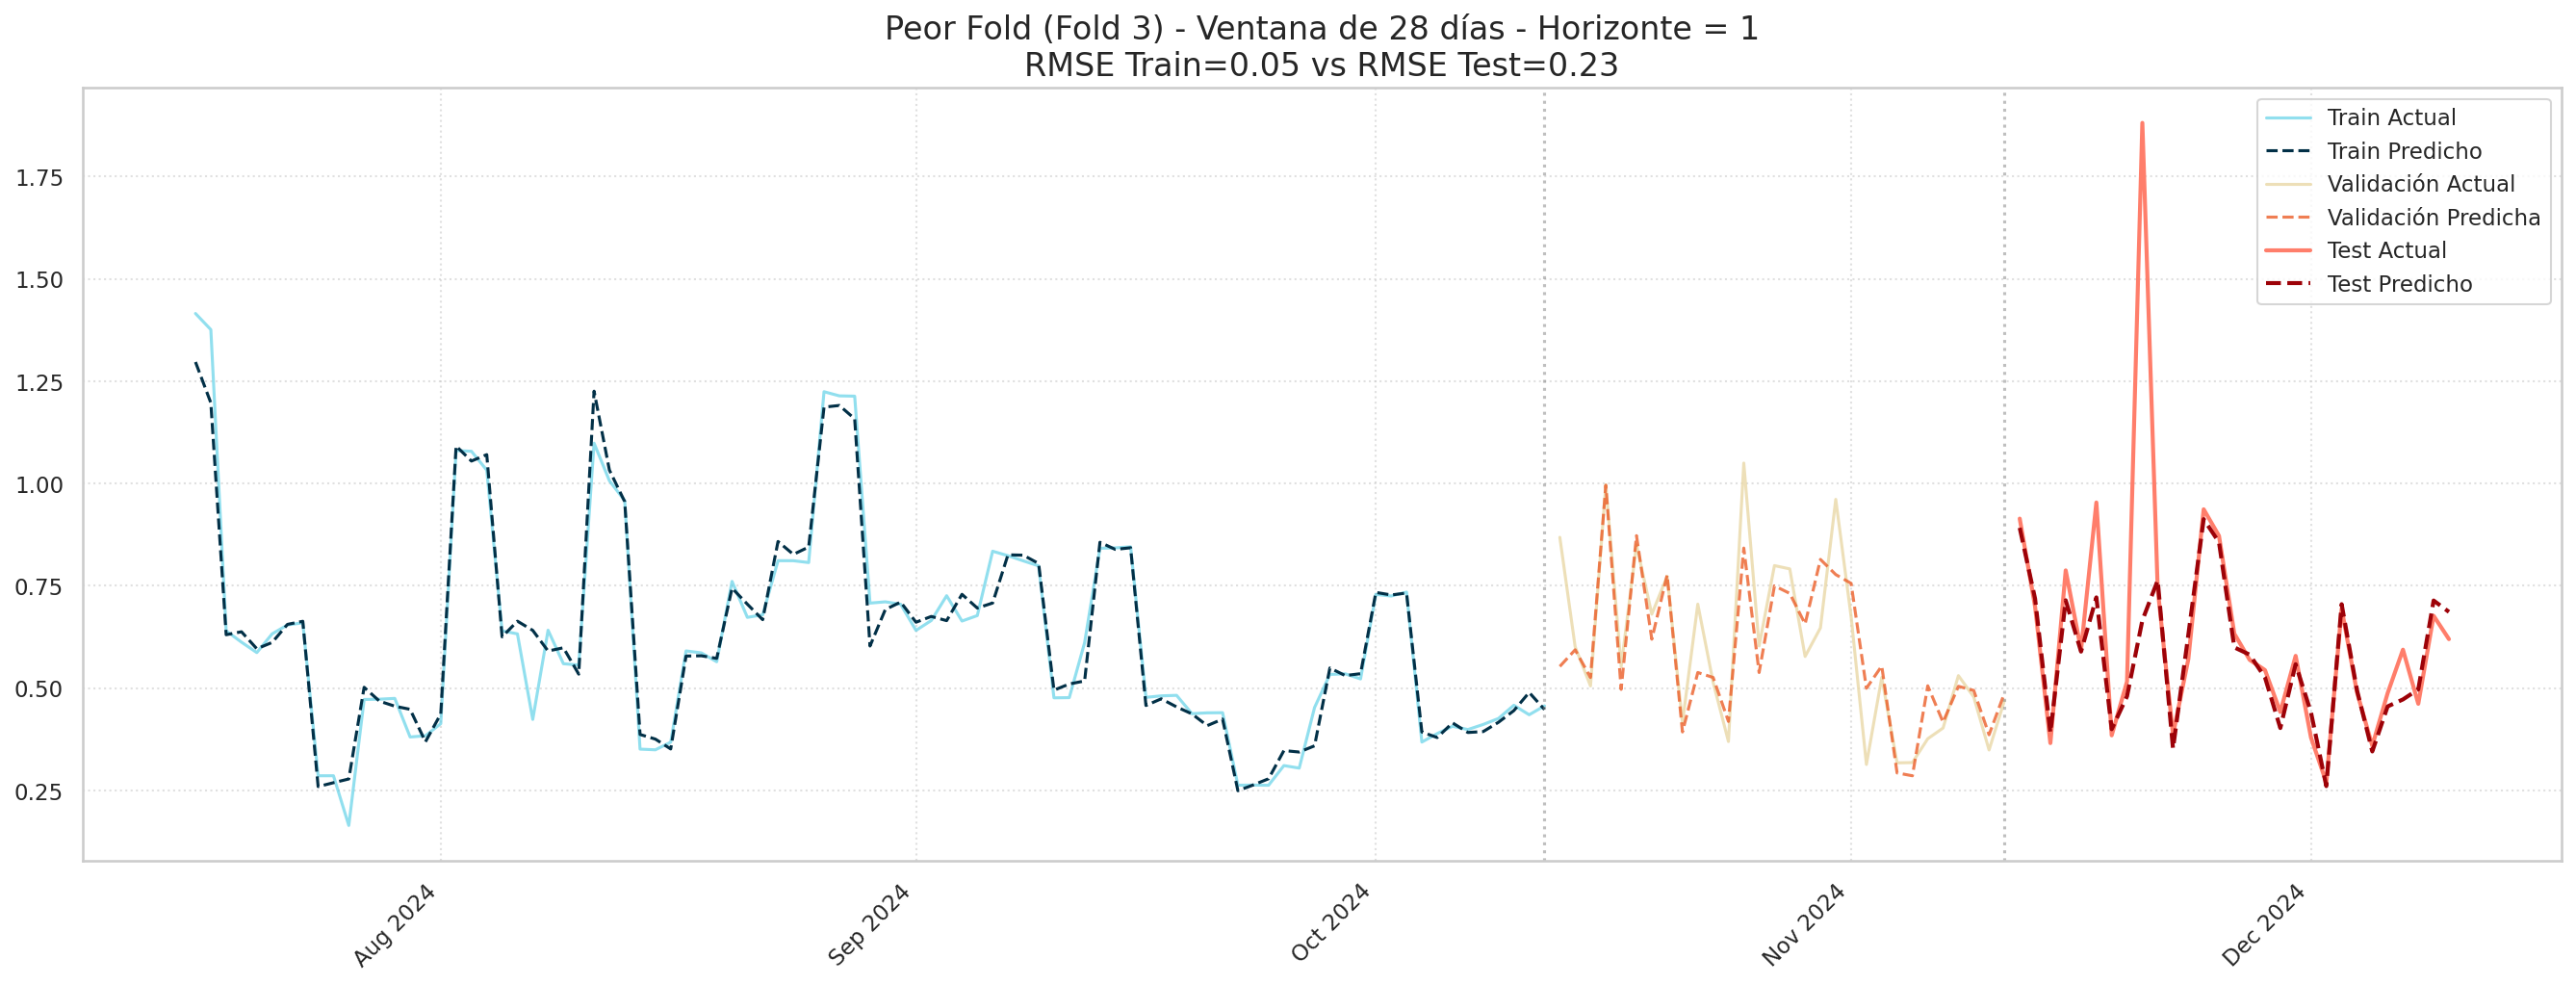 Peor Fold (Fold 3) - Ventana de 28 días - Horizonte = 1
RMSE Train=0.05 vs RMSE Test=0.23
Train Actual
Train Predicho
Validación Actual
Validación Predicha
Test Actual
Test Predicho
1.75
1.50
1.25
1.00
0.75
0.50
0.25
Aug 2024
Sep 2024
Oct 2024
Nov 2024
Dec 2024